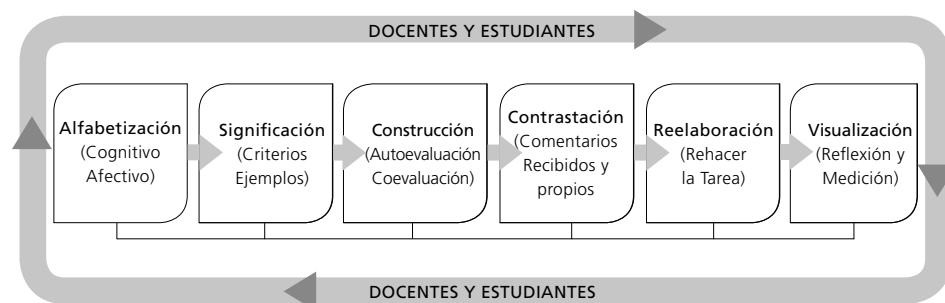 DOCENTES Y ESTUDIANTES
Alfabetización
(Cognitivo
Afectivo)
Significación
(Criterios
Ejemplos)
Construcción
(Autoevaluación
Coevaluación)
Contrastación
(Comentarios
Recibidos y
propios
Reelaboración
(Rehacer
la Tarea)
Visualización
(Reflexión y
Medición)
DOCENTES Y ESTUDIANTES